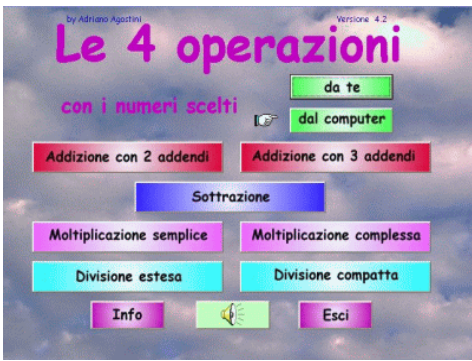 by Adriano Agostini Versione 4.2
Le 4 operazioni
con i numeri scelti
da te
dal computer
Addizione con 2 addendi Addizione con 3 addendi
Sottrazione
Moltiplicazione semplice Moltiplicazione complessa
Divisione estesa Divisione compatta
Info Esci